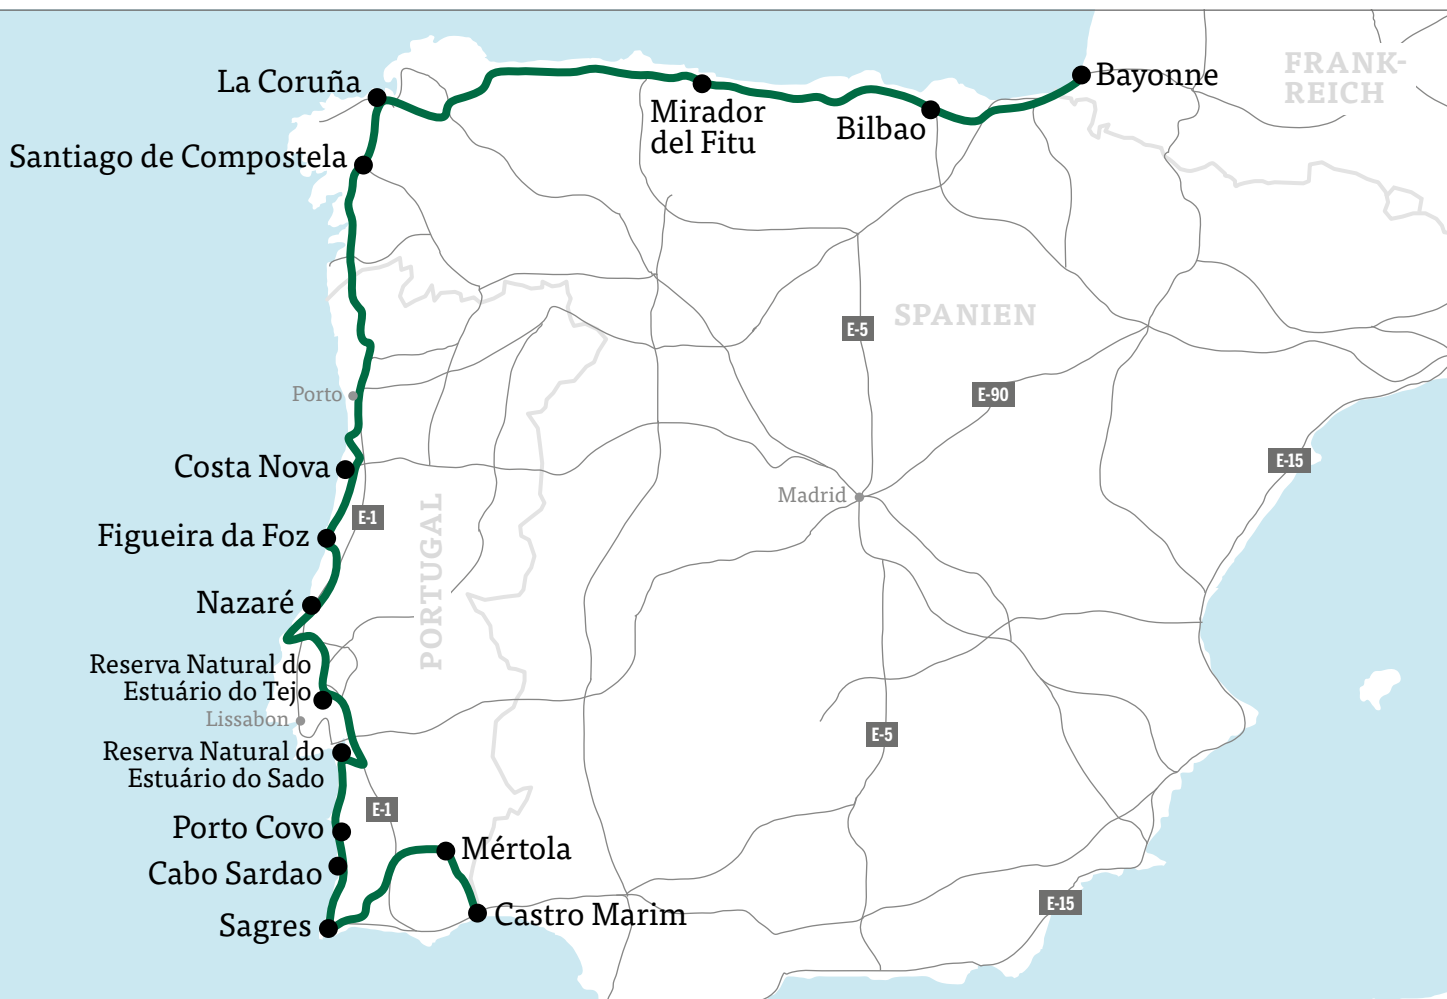 FRANK-
REICH
Bayonne
La Coruña
Mirador
del Fitu
Bilbao
Santiago de Compostela
SPANIEN
E-5
E-90
Porto
Costa Nova
E-15
Madrid
E-1
Figueira da Foz
PORTUGAL
Nazaré
Reserva Natural do
Estuário do Tejo
Lissabon
E-5
Reserva Natural do
Estuário do Sado
E-1
Porto Covo
Mértola
Cabo Sardao
E-15
Castro Marim
Sagres